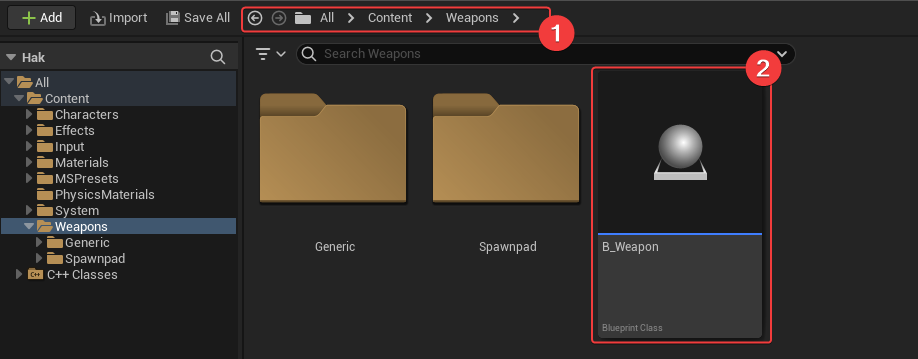 Add Import Save All All Content Weapons
1
Hak
Search Weapons
2
All
Content
Characters
Effects
Input
Materials
MSPresets
PhysicsMaterials
System
Weapons
Generic
Spawnpad
C++ Classes
Generic
Spawnpad
B_Weapon
Blueprint Class